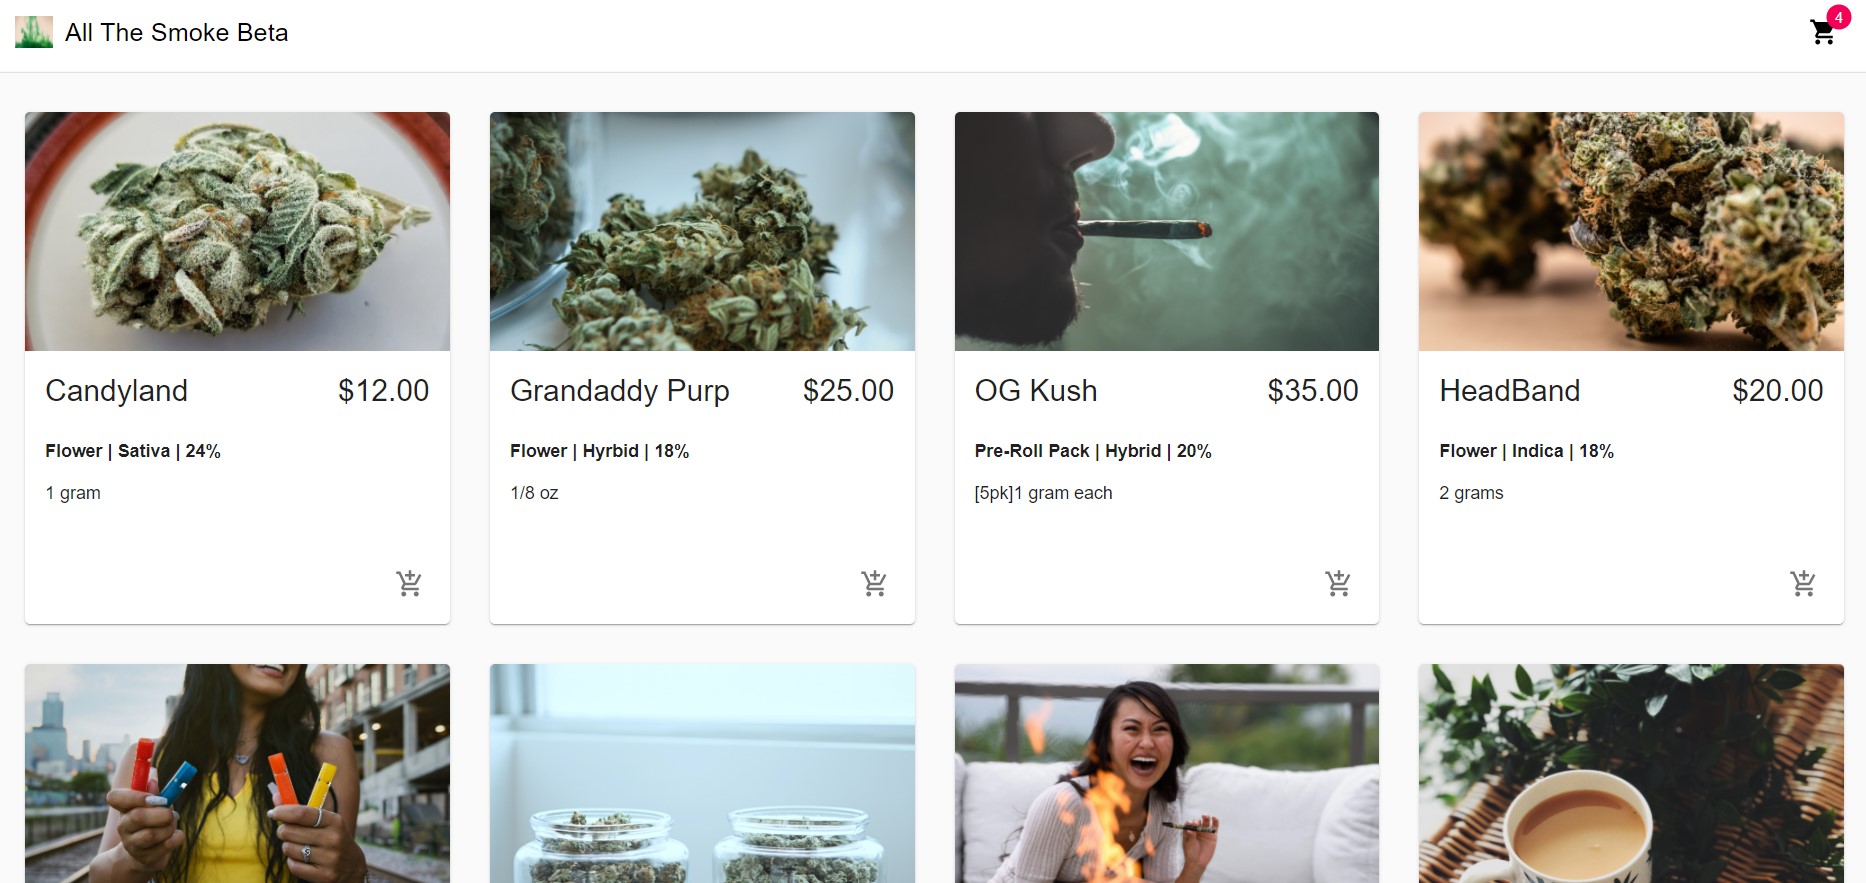 All The Smoke Beta
4
Candyland $12.00
Flower | Sativa | 24%
1 gram
Grandaddy Purp $25.00
Flower | Hyrbid | 18%
1/8 oz
OG Kush $35.00
Pre-Roll Pack | Hybrid | 20%
[5pk]1 gram each
HeadBand $20.00
Flower | Indica | 18%
2 grams